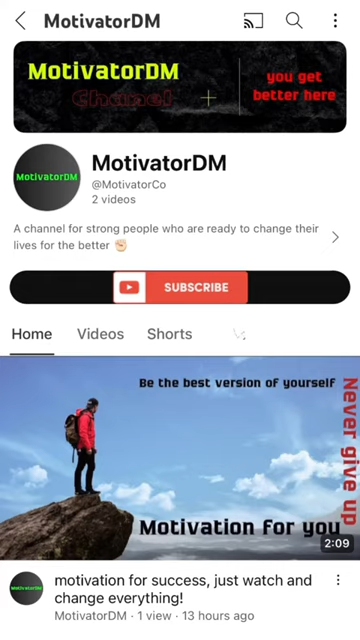 MotivatorDM
MotivatorDM
Chanel
you get
better here
MotivatorDM
MotivatorDM
@MotivatorCo
2 videos
A channel for strong people who are ready to change their
lives for the better ✊🏻
SUBSCRIBE
Home Videos Shorts
Be the best version of yourself
Never give up
Motivation for you
2:09
motivation for success, just watch and
change everything!
MotivatorDM · 1 view · 13 hours ago